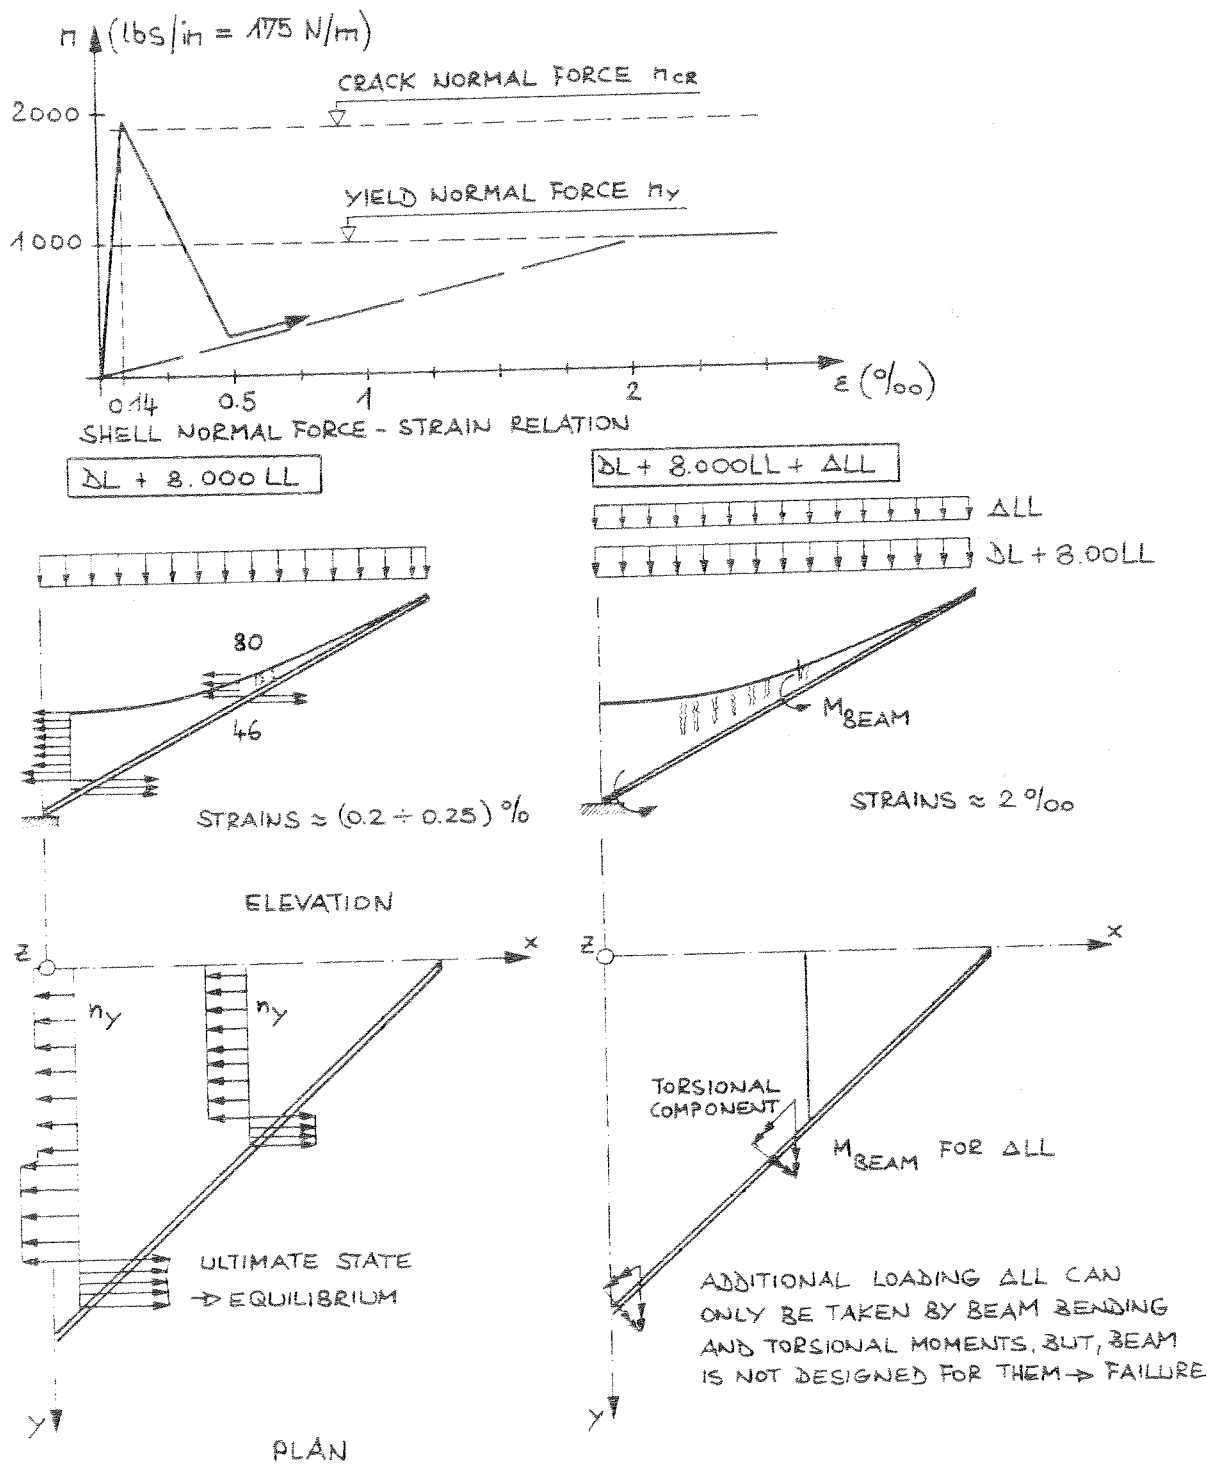 n (lbs/in = 175 N/m)
CRACK NORMAL FORCE nCR
2000
YIELD NORMAL FORCE ny
1000
0.14 0.5 1 2 ε (‰)
SHELL NORMAL FORCE - STRAIN RELATION
DL + 8.000 LL
DL + 8.000LL + ΔLL
ΔLL
DL + 8.00LL
80
46
MBEAM
STRAINS ≈ (0.2 ÷ 0.25) %
STRAINS ≈ 2 ‰
ELEVATION
z x
z x
ny ny
TORSIONAL
COMPONENT
MBEAM FOR ΔLL
ULTIMATE STATE
→ EQUILIBRIUM
ADDITIONAL LOADING ΔLL CAN
ONLY BE TAKEN BY BEAM BENDING
AND TORSIONAL MOMENTS. BUT, BEAM
IS NOT DESIGNED FOR THEM → FAILURE
y
y
PLAN